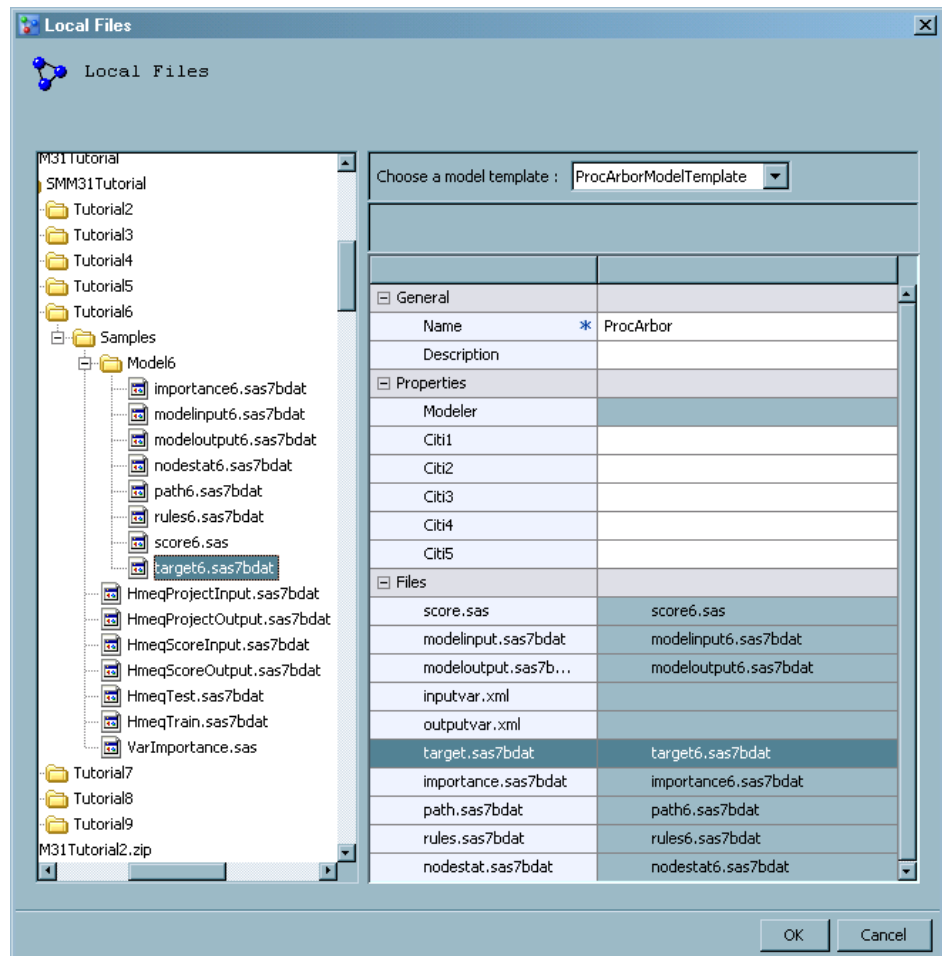 Local Files
Local Files
M31Tutorial
SMM31Tutorial
Tutorial2
Tutorial3
Tutorial4
Tutorial5
Tutorial6
Samples
Model6
importance6.sas7bdat
modelinput6.sas7bdat
modeloutput6.sas7bdat
nodestat6.sas7bdat
path6.sas7bdat
rules6.sas7bdat
score6.sas
target6.sas7bdat
HmeqProjectInput.sas7bdat
HmeqProjectOutput.sas7bdat
HmeqScoreInput.sas7bdat
HmeqScoreOutput.sas7bdat
HmeqTest.sas7bdat
HmeqTrain.sas7bdat
VarImportance.sas
Tutorial7
Tutorial8
Tutorial9
M31Tutorial2.zip
Choose a model template : ProcArborModelTemplate
General
Name * ProcArbor
Description
Properties
Modeler
Citi1
Citi2
Citi3
Citi4
Citi5
Files
score.sas score6.sas
modelinput.sas7bdat modelinput6.sas7bdat
modeloutput.sas7b... modeloutput6.sas7bdat
inputvar.xml
outputvar.xml
target.sas7bdat target6.sas7bdat
importance.sas7bdat importance6.sas7bdat
path.sas7bdat path6.sas7bdat
rules.sas7bdat rules6.sas7bdat
nodestat.sas7bdat nodestat6.sas7bdat
OK Cancel